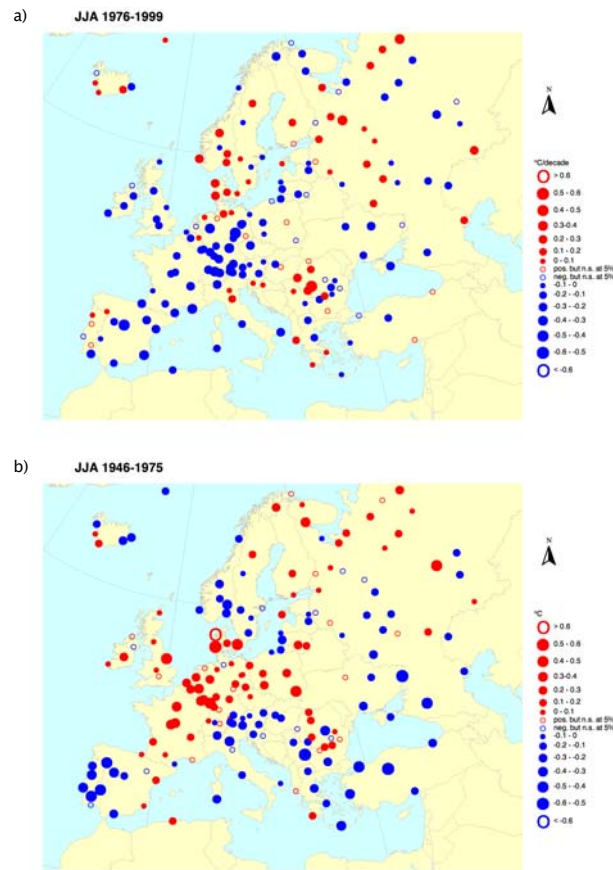 a)
JJA 1976-1999
N
°C/decade
> 0.6
0.5 - 0.6
0.4 - 0.5
0.3-0.4
0.2 - 0.3
0.1 - 0.2
0 - 0.1
pos. but n.s. at 5%
neg. but n.s. at 5%
-0.1 - 0
-0.2 - -0.1
-0.3 - -0.2
-0.4 - -0.3
-0.5 - -0.4
-0.6 - -0.5
< -0.6
b)
JJA 1946-1975
N
°C
> 0.6
0.5 - 0.6
0.4 - 0.5
0.3-0.4
0.2 - 0.3
0.1 - 0.2
0 - 0.1
pos. but n.s. at 5%
neg. but n.s. at 5%
-0.1 - 0
-0.2 - -0.1
-0.3 - -0.2
-0.4 - -0.3
-0.5 - -0.4
-0.6 - -0.5
< -0.6